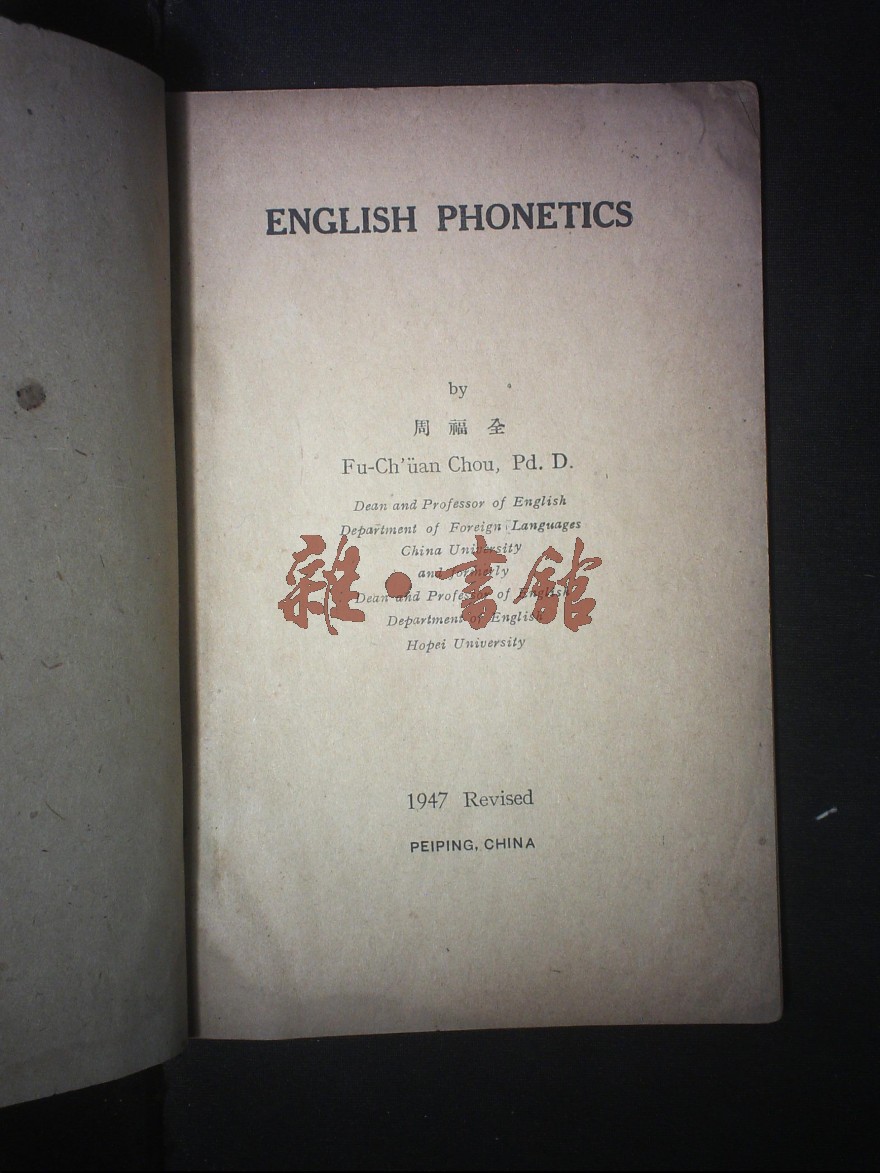 ENGLISH PHONETICS
by
周福全
Fu-Ch'üan Chou, Pd. D.
Dean and Professor of English
Department of Foreign Languages
China University
and formerly
Dean and Professor of English
Department of English
Hopei University
雜·書館
1947 Revised
PEIPING, CHINA